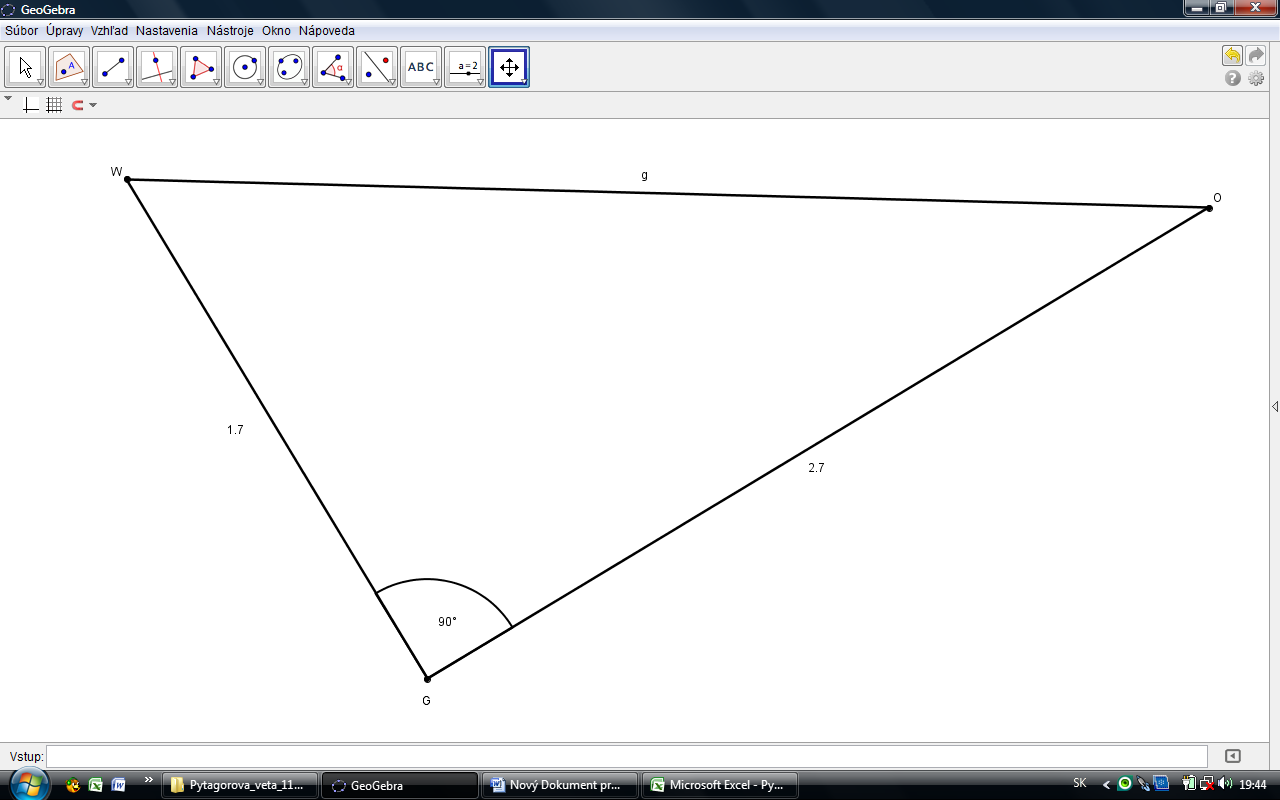 GeoGebra
Súbor Úpravy Vzhľad Nastavenia Nástroje Okno Nápoveda
A α ABC a=2
W
g
O
1.7
2.7
90°
G
Vstup:
Pytagorova_veta_11... GeoGebra Nový Dokument pr... Microsoft Excel - Py... SK 19:44